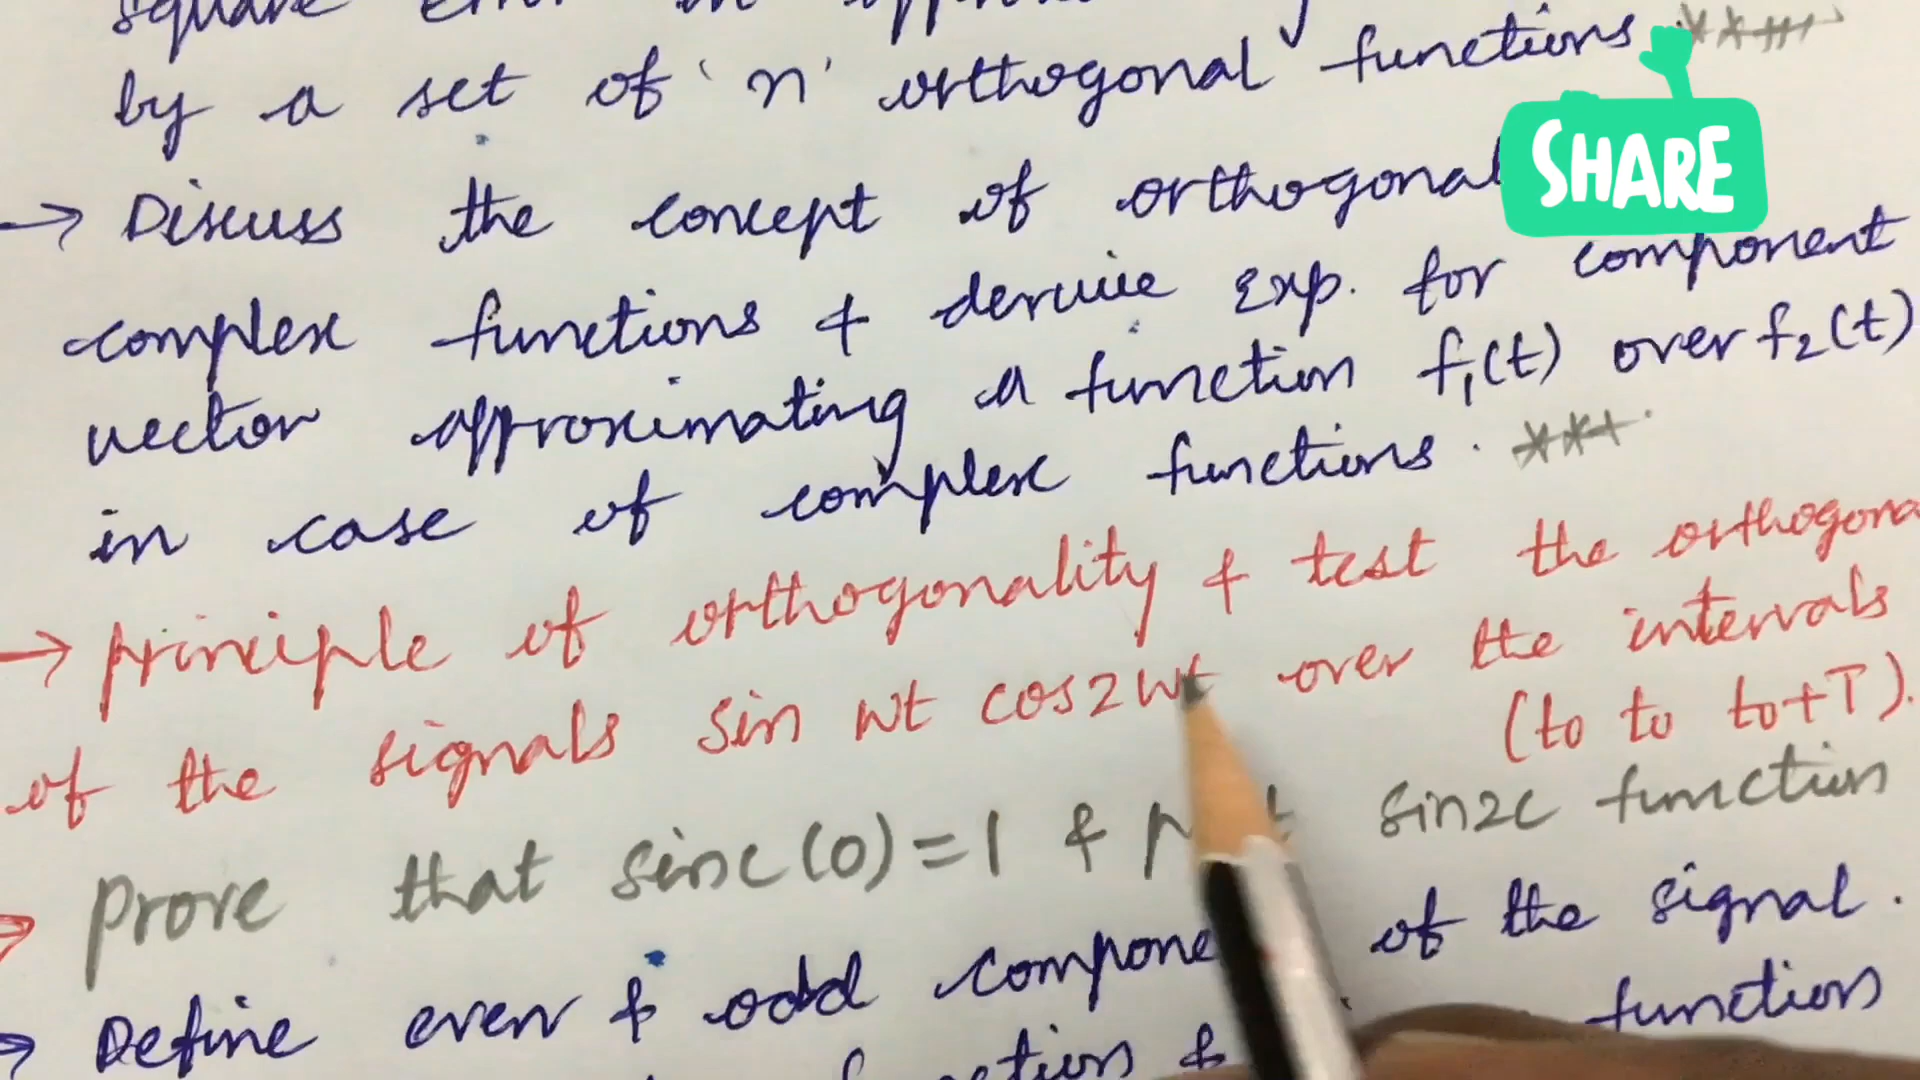 by a set of 'n' orthogonal functions. ***
SHARE
→ Discuss the concept of orthogonal
complex functions & derive Exp. for component
vector approximating a function f₁(t) over f₂(t)
in case of complex functions. ***
→ principle of orthogonality & test the orthogona
of the signals sin wt cos2wt over the intervals
(t0 to t0+T).
prove that sinc(0)=1 & sinc function
→ Define even & odd compone of the signal.
function
&